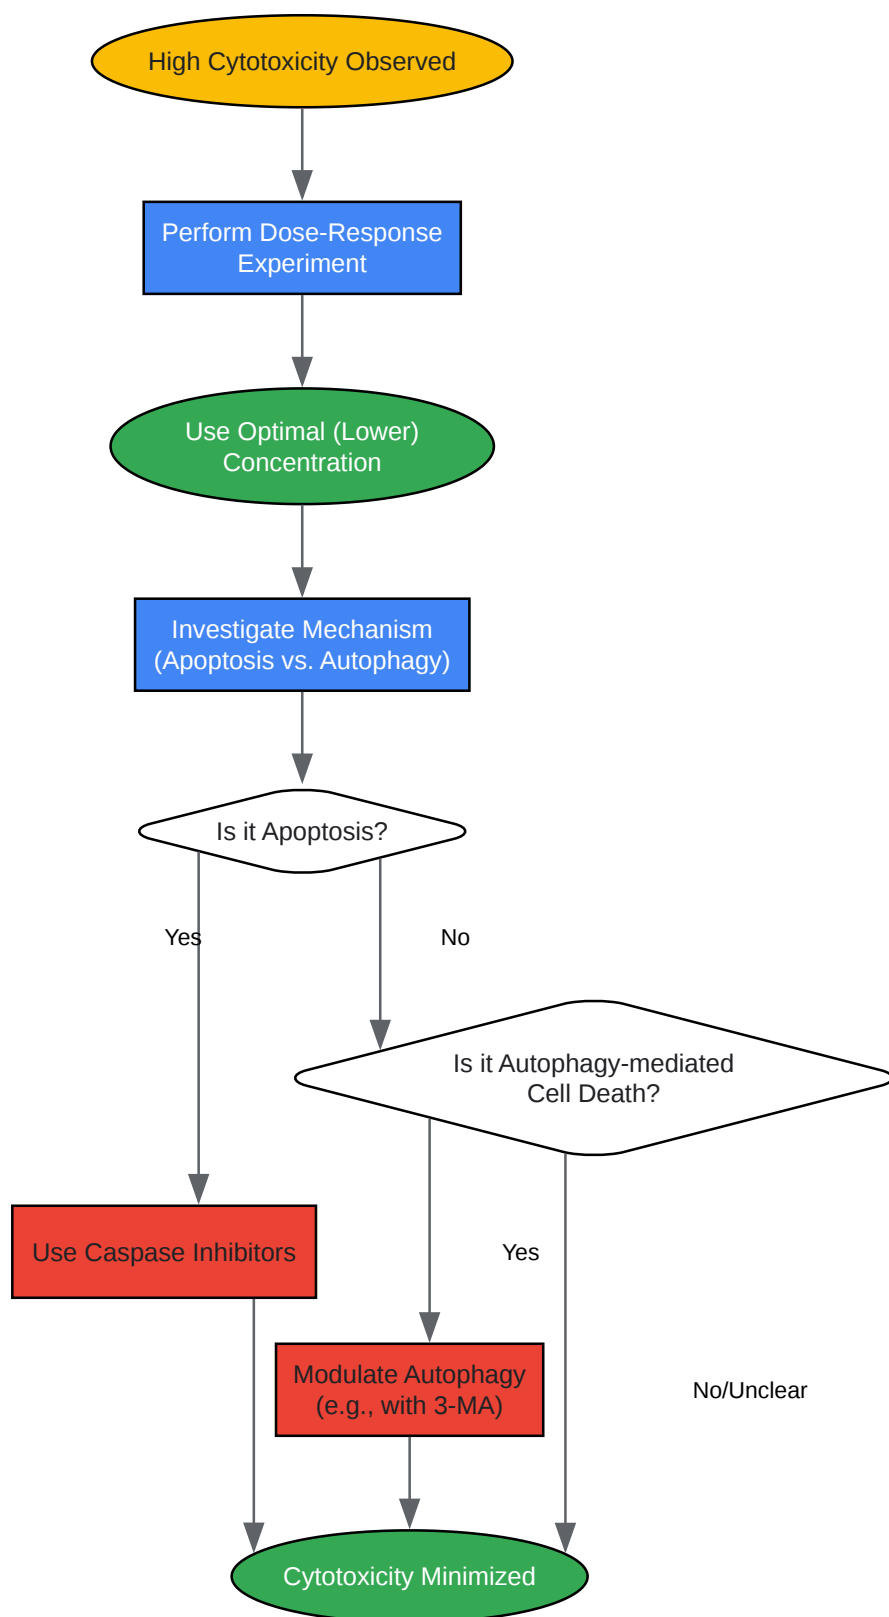 High Cytotoxicity Observed
Perform Dose-Response
Experiment
Use Optimal (Lower)
Concentration
Investigate Mechanism
(Apoptosis vs. Autophagy)
Is it Apoptosis?
Yes
No
Is it Autophagy-mediated
Cell Death?
Use Caspase Inhibitors
Yes
Modulate Autophagy
(e.g., with 3-MA)
No/Unclear
Cytotoxicity Minimized